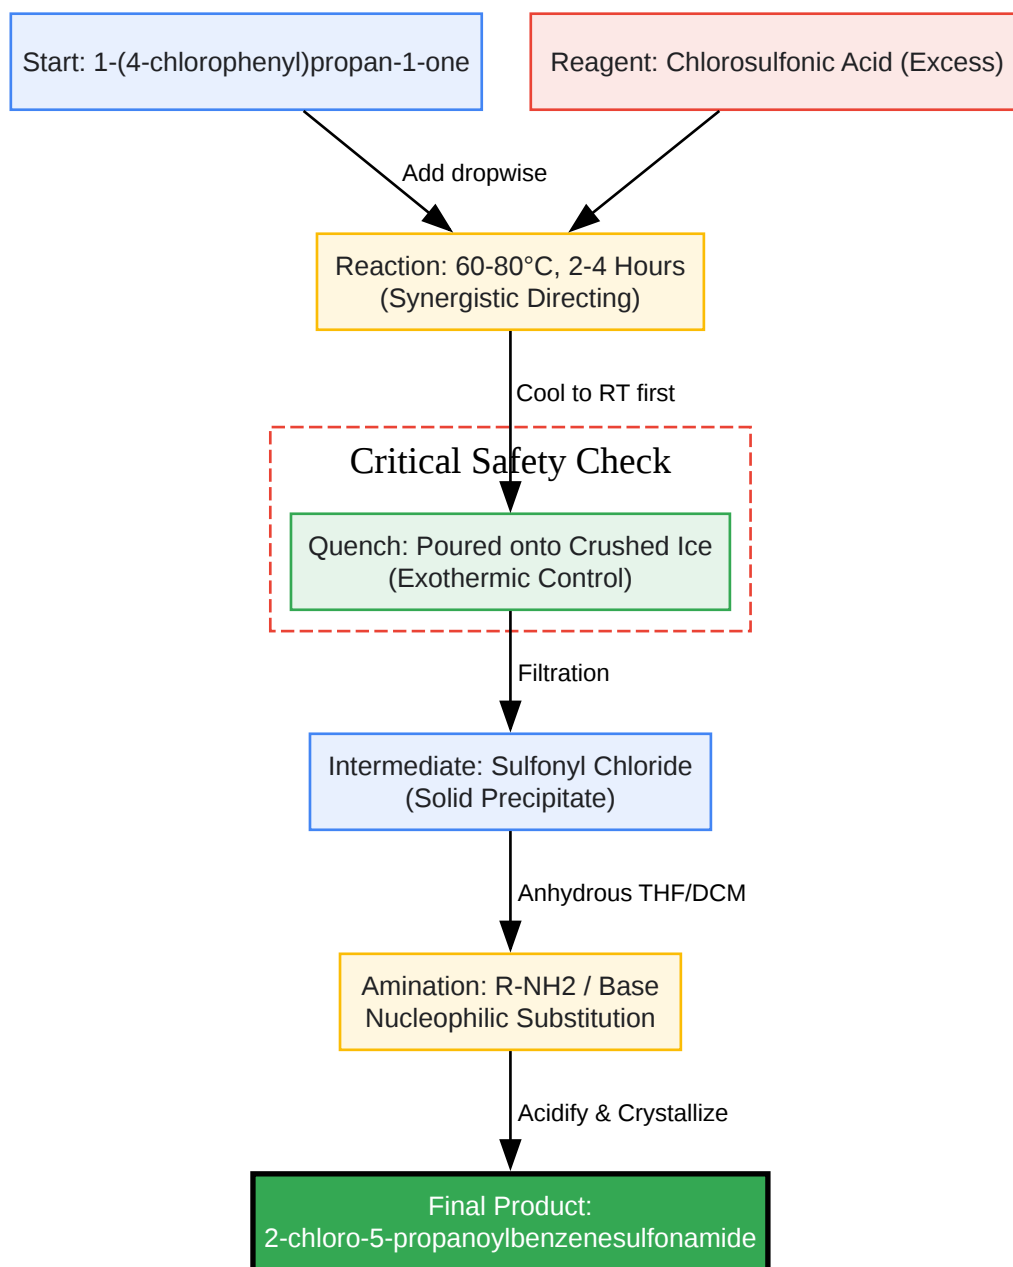 Start: 1-(4-chlorophenyl)propan-1-one
Reagent: Chlorosulfonic Acid (Excess)
Add dropwise
Reaction: 60-80°C, 2-4 Hours
(Synergistic Directing)
Cool to RT first
Critical Safety Check
Quench: Poured onto Crushed Ice
(Exothermic Control)
Filtration
Intermediate: Sulfonyl Chloride
(Solid Precipitate)
Anhydrous THF/DCM
Amination: R-NH2 / Base
Nucleophilic Substitution
Acidify & Crystallize
Final Product:
2-chloro-5-propanoylbenzenesulfonamide